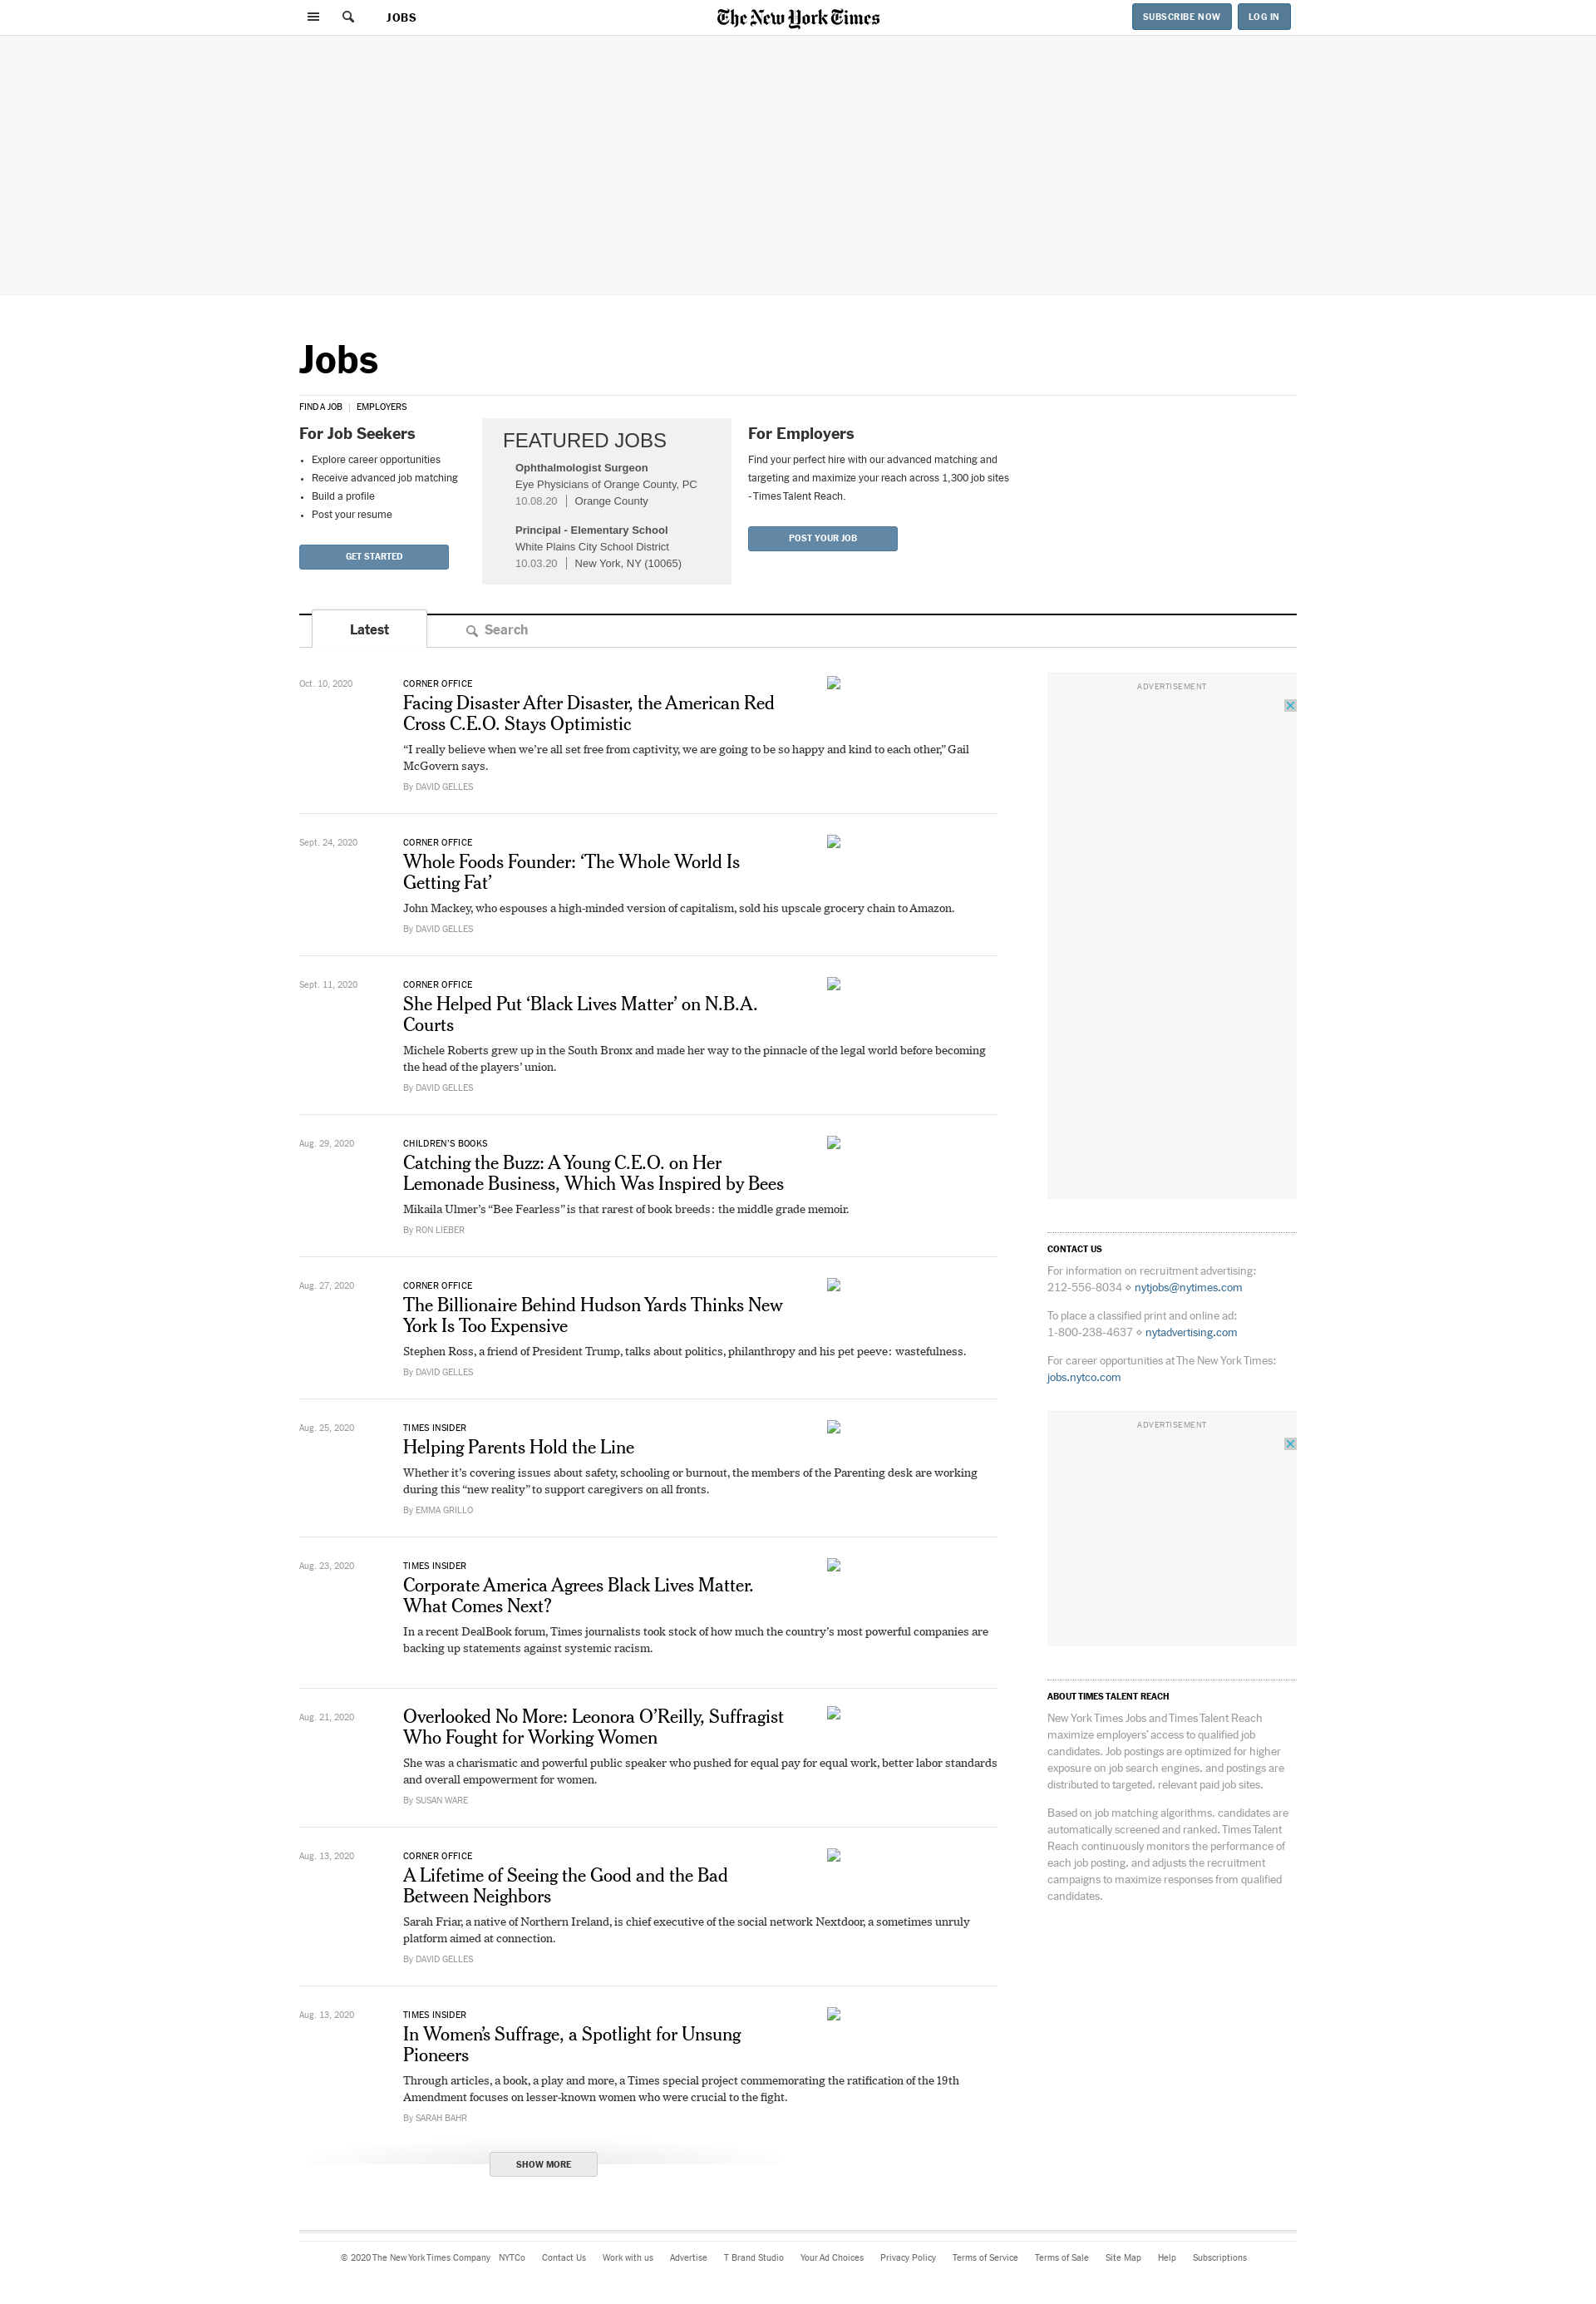 JOBS
The New York Times
SUBSCRIBE NOW
LOG IN
Jobs
FIND A JOB | EMPLOYERS
For Job Seekers
• Explore career opportunities
• Receive advanced job matching
• Build a profile
• Post your resume
GET STARTED
FEATURED JOBS
Ophthalmologist Surgeon
Eye Physicians of Orange County, PC
10.08.20 | Orange County
Principal - Elementary School
White Plains City School District
10.03.20 | New York, NY (10065)
For Employers
Find your perfect hire with our advanced matching and
targeting and maximize your reach across 1,300 job sites
- Times Talent Reach.
POST YOUR JOB
Latest
Search
Oct. 10, 2020
CORNER OFFICE
Facing Disaster After Disaster, the American Red
Cross C.E.O. Stays Optimistic
“I really believe when we’re all set free from captivity, we are going to be so happy and kind to each other,” Gail
McGovern says.
By DAVID GELLES
Sept. 24, 2020
CORNER OFFICE
Whole Foods Founder: ‘The Whole World Is
Getting Fat’
John Mackey, who espouses a high-minded version of capitalism, sold his upscale grocery chain to Amazon.
By DAVID GELLES
Sept. 11, 2020
CORNER OFFICE
She Helped Put ‘Black Lives Matter’ on N.B.A.
Courts
Michele Roberts grew up in the South Bronx and made her way to the pinnacle of the legal world before becoming
the head of the players’ union.
By DAVID GELLES
Aug. 29, 2020
CHILDREN’S BOOKS
Catching the Buzz: A Young C.E.O. on Her
Lemonade Business, Which Was Inspired by Bees
Mikaila Ulmer’s “Bee Fearless” is that rarest of book breeds: the middle grade memoir.
By RON LIEBER
Aug. 27, 2020
CORNER OFFICE
The Billionaire Behind Hudson Yards Thinks New
York Is Too Expensive
Stephen Ross, a friend of President Trump, talks about politics, philanthropy and his pet peeve: wastefulness.
By DAVID GELLES
Aug. 25, 2020
TIMES INSIDER
Helping Parents Hold the Line
Whether it’s covering issues about safety, schooling or burnout, the members of the Parenting desk are working
during this “new reality” to support caregivers on all fronts.
By EMMA GRILLO
Aug. 23, 2020
TIMES INSIDER
Corporate America Agrees Black Lives Matter.
What Comes Next?
In a recent DealBook forum, Times journalists took stock of how much the country’s most powerful companies are
backing up statements against systemic racism.
Aug. 21, 2020
Overlooked No More: Leonora O’Reilly, Suffragist
Who Fought for Working Women
She was a charismatic and powerful public speaker who pushed for equal pay for equal work, better labor standards
and overall empowerment for women.
By SUSAN WARE
Aug. 13, 2020
CORNER OFFICE
A Lifetime of Seeing the Good and the Bad
Between Neighbors
Sarah Friar, a native of Northern Ireland, is chief executive of the social network Nextdoor, a sometimes unruly
platform aimed at connection.
By DAVID GELLES
Aug. 13, 2020
TIMES INSIDER
In Women’s Suffrage, a Spotlight for Unsung
Pioneers
Through articles, a book, a play and more, a Times special project commemorating the ratification of the 19th
Amendment focuses on lesser-known women who were crucial to the fight.
By SARAH BAHR
SHOW MORE
ADVERTISEMENT
CONTACT US
For information on recruitment advertising:
212-556-8034 ⋄ nytjobs@nytimes.com
To place a classified print and online ad:
1-800-238-4637 ⋄ nytadvertising.com
For career opportunities at The New York Times:
jobs.nytco.com
ADVERTISEMENT
ABOUT TIMES TALENT REACH
New York Times Jobs and Times Talent Reach
maximize employers’ access to qualified job
candidates. Job postings are optimized for higher
exposure on job search engines, and postings are
distributed to targeted, relevant paid job sites.
Based on job matching algorithms, candidates are
automatically screened and ranked. Times Talent
Reach continuously monitors the performance of
each job posting, and adjusts the recruitment
campaigns to maximize responses from qualified
candidates.
© 2020 The New York Times Company NYTCo Contact Us Work with us Advertise T Brand Studio Your Ad Choices Privacy Policy Terms of Service Terms of Sale Site Map Help Subscriptions